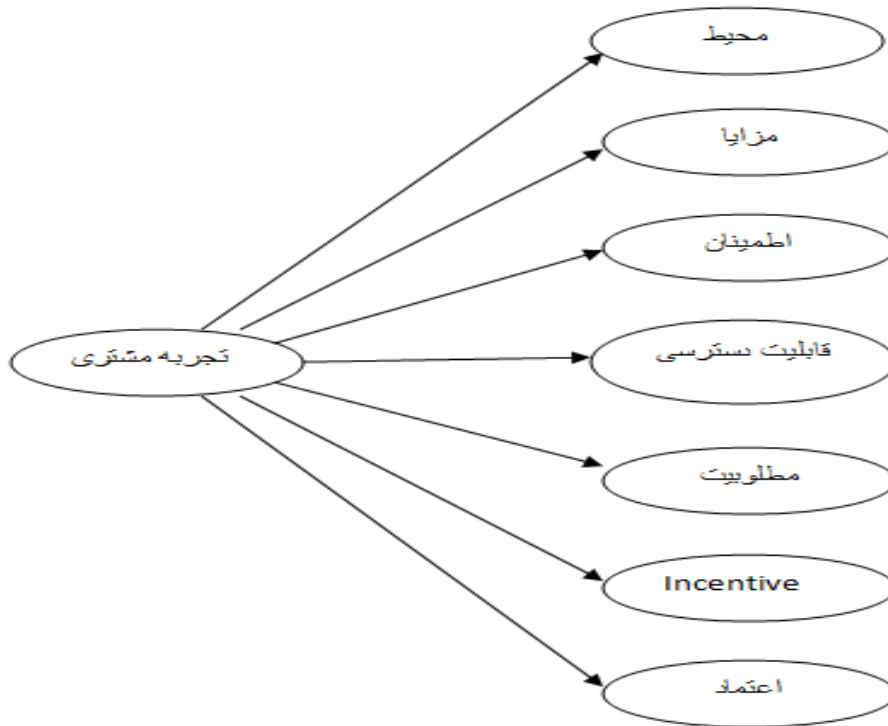 محیط
مزایا
اطمینان
تجربه مشتری
قابلیت دسترسی
مطلوبیت
Incentive
اعتماد